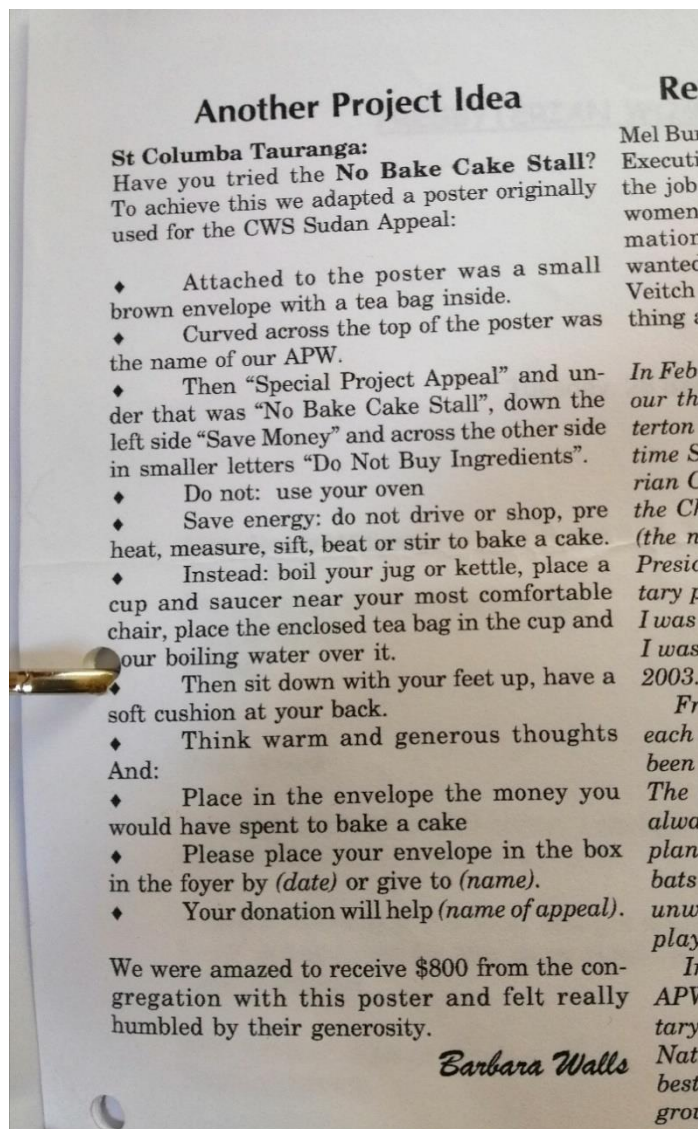 Another Project Idea
St Columba Tauranga:
Have you tried the No Bake Cake Stall?
To achieve this we adapted a poster originally
used for the CWS Sudan Appeal:
♦ Attached to the poster was a small
brown envelope with a tea bag inside.
♦ Curved across the top of the poster was
the name of our APW.
♦ Then “Special Project Appeal” and un-
der that was “No Bake Cake Stall”, down the
left side “Save Money” and across the other side
in smaller letters “Do Not Buy Ingredients”.
♦ Do not: use your oven
♦ Save energy: do not drive or shop, pre
heat, measure, sift, beat or stir to bake a cake.
♦ Instead: boil your jug or kettle, place a
cup and saucer near your most comfortable
chair, place the enclosed tea bag in the cup and
our boiling water over it.
♦ Then sit down with your feet up, have a
soft cushion at your back.
♦ Think warm and generous thoughts
And:
♦ Place in the envelope the money you
would have spent to bake a cake
♦ Please place your envelope in the box
in the foyer by (date) or give to (name).
♦ Your donation will help (name of appeal).
We were amazed to receive $800 from the con-
gregation with this poster and felt really
humbled by their generosity.
Barbara Walls
Re
Mel Bu
Executi
the job
women
mation
wanted
Veitch
thing a
In Feb
our th
terton
time S
rian C
the Ch
(the n
Presid
tary p
I was
I was
2003.
Fr
each
been
The
alwa
plan
bats
unw
play
In
APW
tary
Nat
best
grou